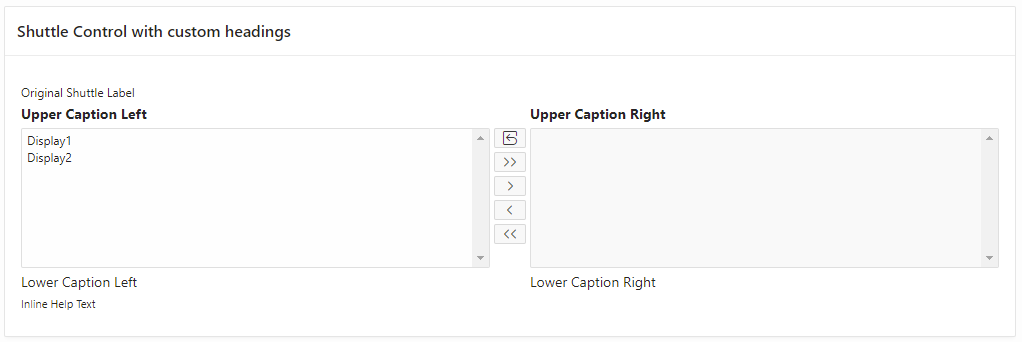 Shuttle Control with custom headings
Original Shuttle Label
Upper Caption Left Upper Caption Right
Display1
Display2
Lower Caption Left Lower Caption Right
Inline Help Text